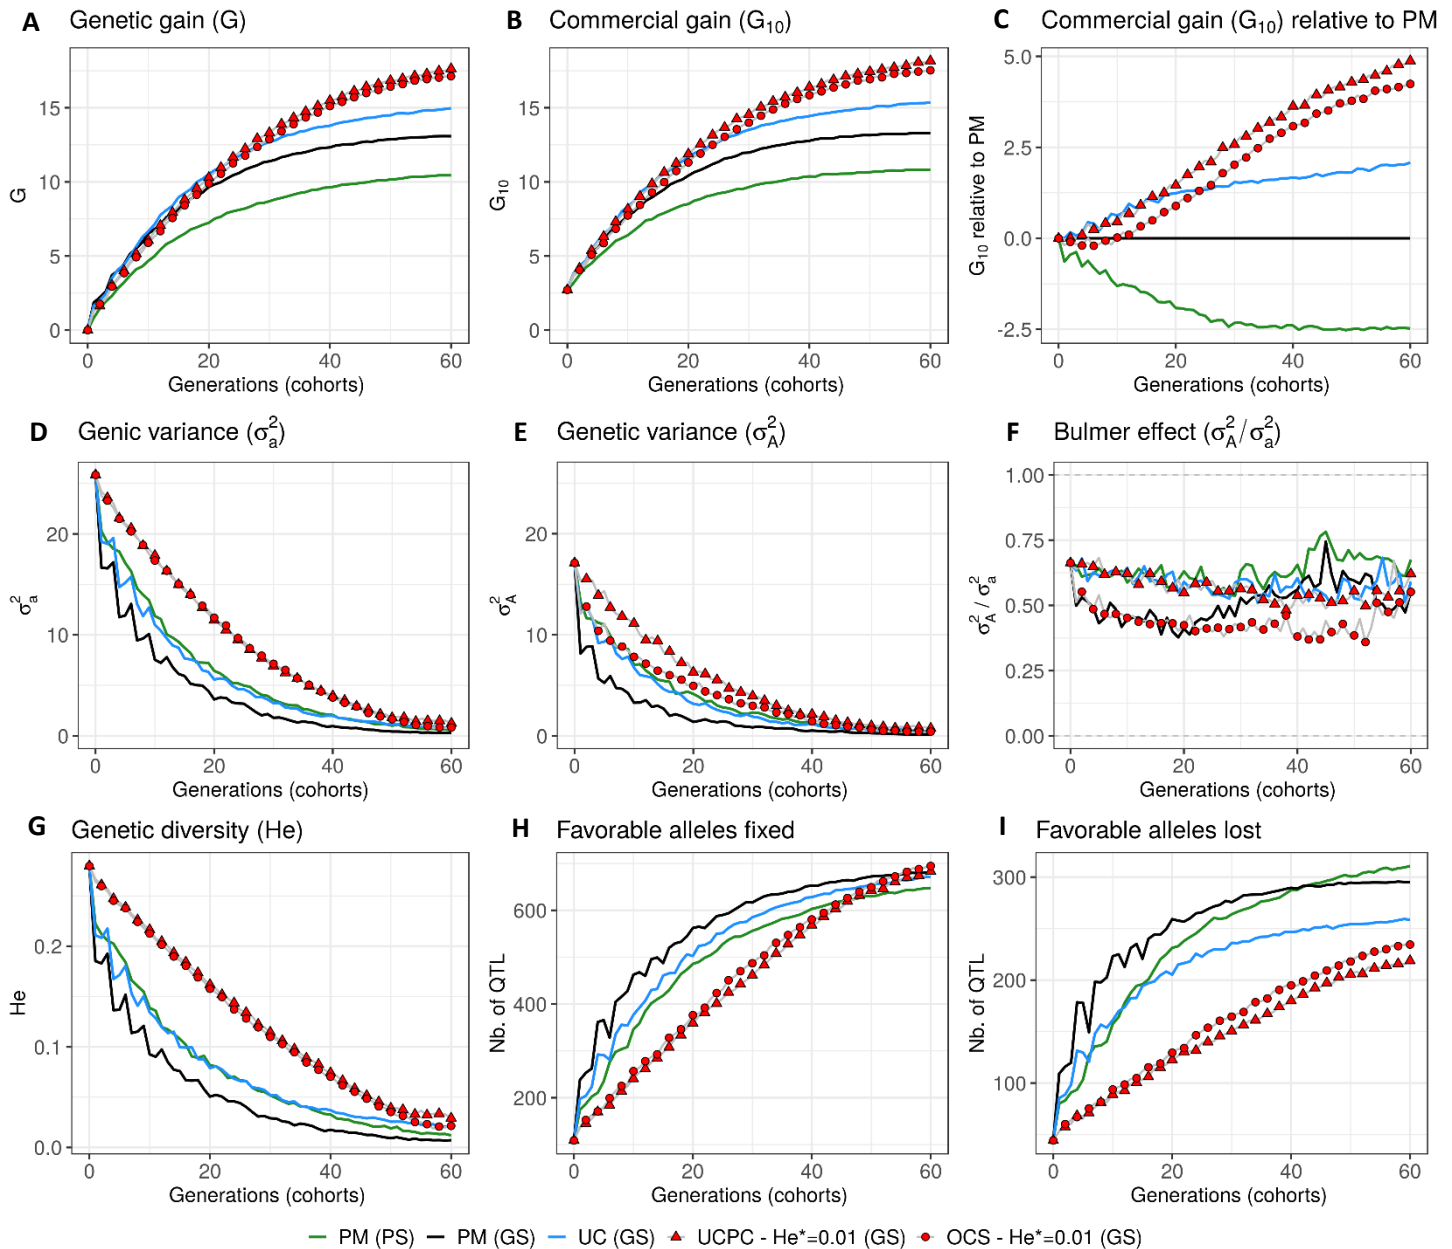 A Genetic gain (G)
15
10
5
0
G
0 20 40 60
Generations (cohorts)
B Commercial gain (G₁₀)
15
10
5
0
G₁₀
0 20 40 60
Generations (cohorts)
C Commercial gain (G₁₀) relative to PM
5.0
2.5
0.0
-2.5
G₁₀ relative to PM
0 20 40 60
Generations (cohorts)
D Genic variance (σ²ₐ)
20
10
0
σ²ₐ
0 20 40 60
Generations (cohorts)
E Genetic variance (σ²_A)
20
10
0
σ²_A
0 20 40 60
Generations (cohorts)
F Bulmer effect (σ²_A/σ²ₐ)
1.00
0.75
0.50
0.25
0.00
σ²_A / σ²ₐ
0 20 40 60
Generations (cohorts)
G Genetic diversity (He)
0.2
0.1
0.0
He
0 20 40 60
Generations (cohorts)
H Favorable alleles fixed
600
400
200
Nb. of QTL
0 20 40 60
Generations (cohorts)
I Favorable alleles lost
300
200
100
Nb. of QTL
0 20 40 60
Generations (cohorts)
PM (PS) PM (GS) UC (GS) UCPC - He*=0.01 (GS) OCS - He*=0.01 (GS)